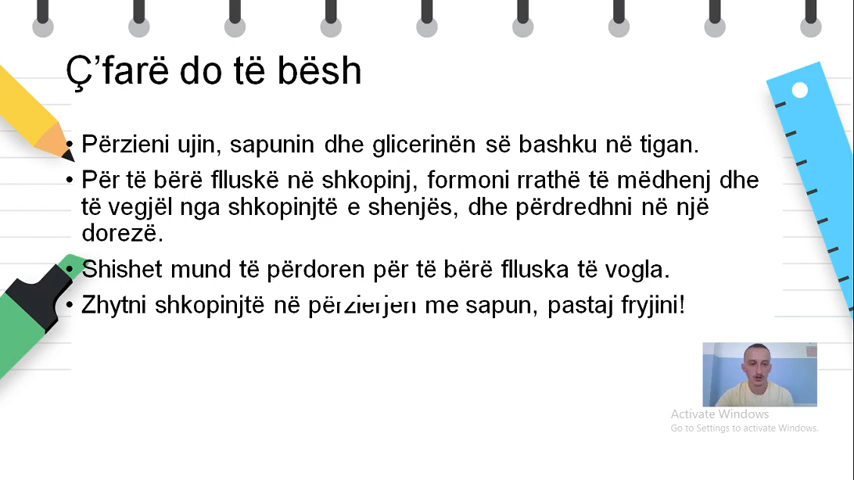 Ç’farë do të bësh
• Përzieni ujin, sapunin dhe glicerinën së bashku në tigan.
• Për të bërë flluskë në shkopinj, formoni rrathë të mëdhenj dhe
të vegjël nga shkopinjtë e shenjës, dhe përdredhni në një
dorezë.
• Shishet mund të përdoren për të bërë flluska të vogla.
• Zhytni shkopinjtë në përzierjen me sapun, pastaj fryjini!
Activate Windows
Go to Settings to activate Windows.